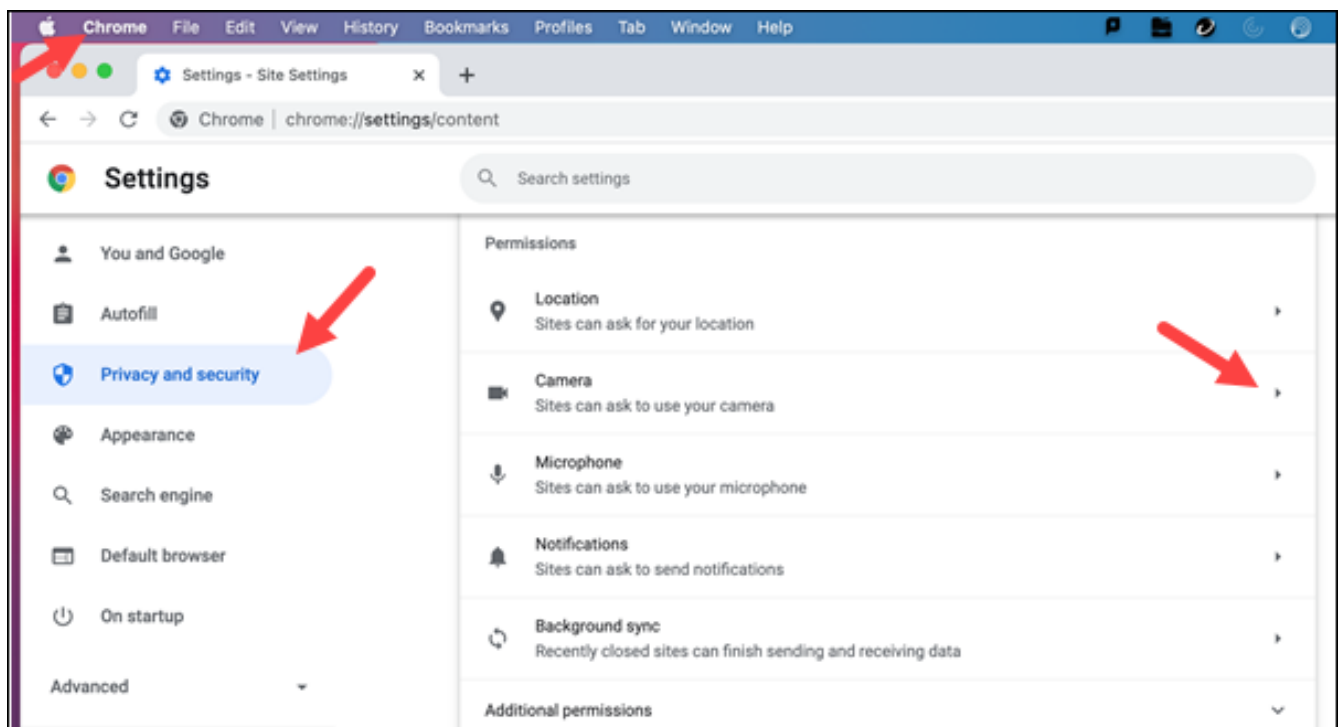 Chrome File Edit View History Bookmarks Profiles Tab Window Help
Settings - Site Settings
Chrome | chrome://settings/content
Settings
Search settings
You and Google
Autofill
Privacy and security
Appearance
Search engine
Default browser
On startup
Advanced
Permissions
Location
Sites can ask for your location
Camera
Sites can ask to use your camera
Microphone
Sites can ask to use your microphone
Notifications
Sites can ask to send notifications
Background sync
Recently closed sites can finish sending and receiving data
Additional permissions